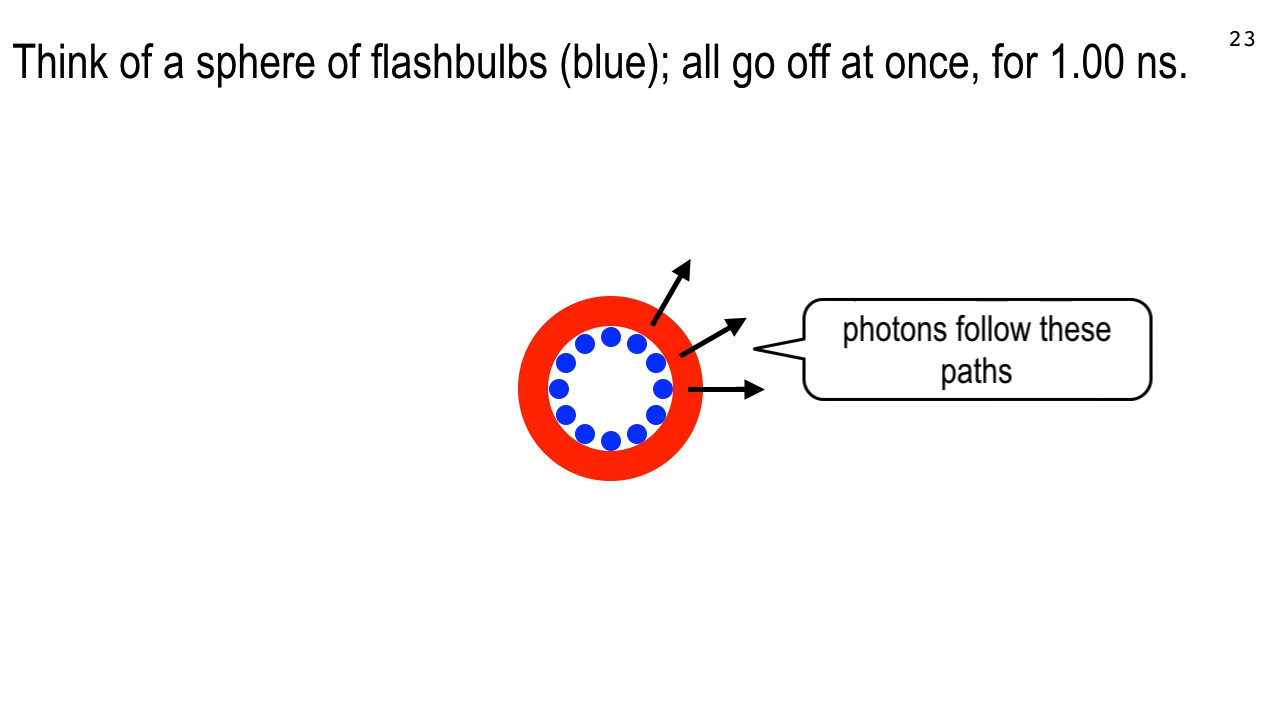 23
Think of a sphere of flashbulbs (blue); all go off at once, for 1.00 ns.
photons follow these
paths